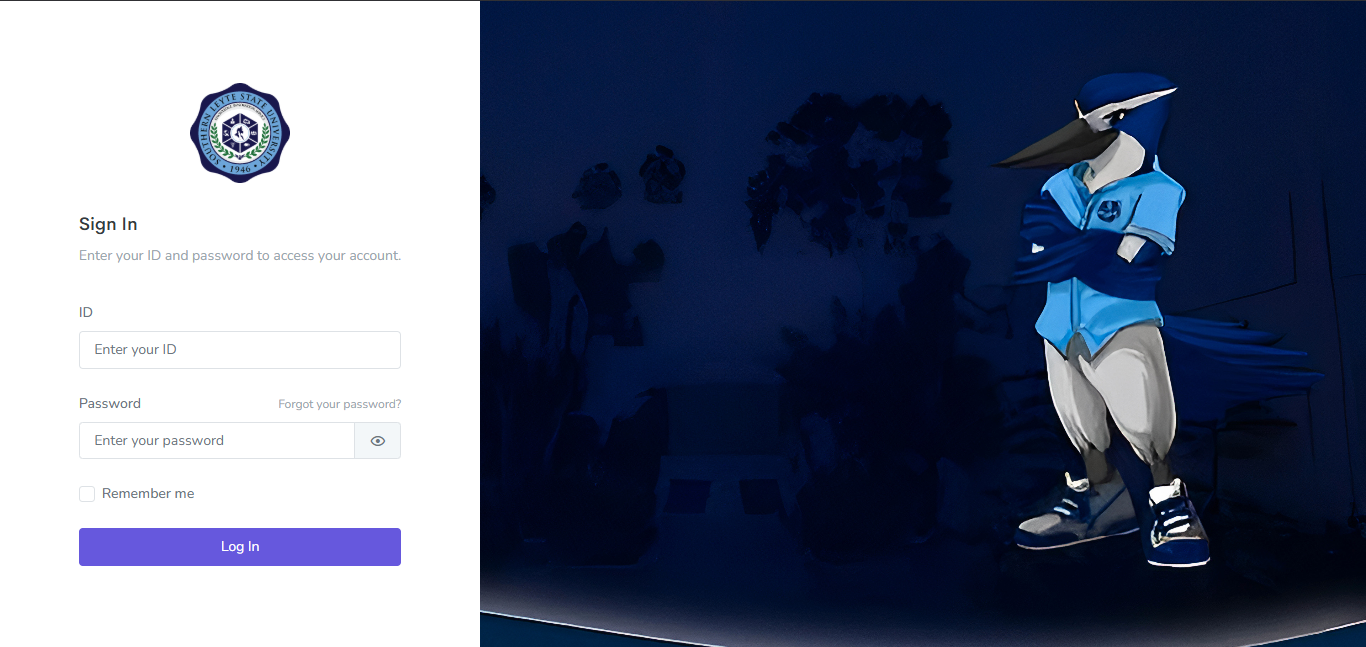 SOUTHERN LEYTE STATE UNIVERSITY
• 1946 •
Sign In
Enter your ID and password to access your account.
ID
Enter your ID
Password
Forgot your password?
Enter your password
Remember me
Log In